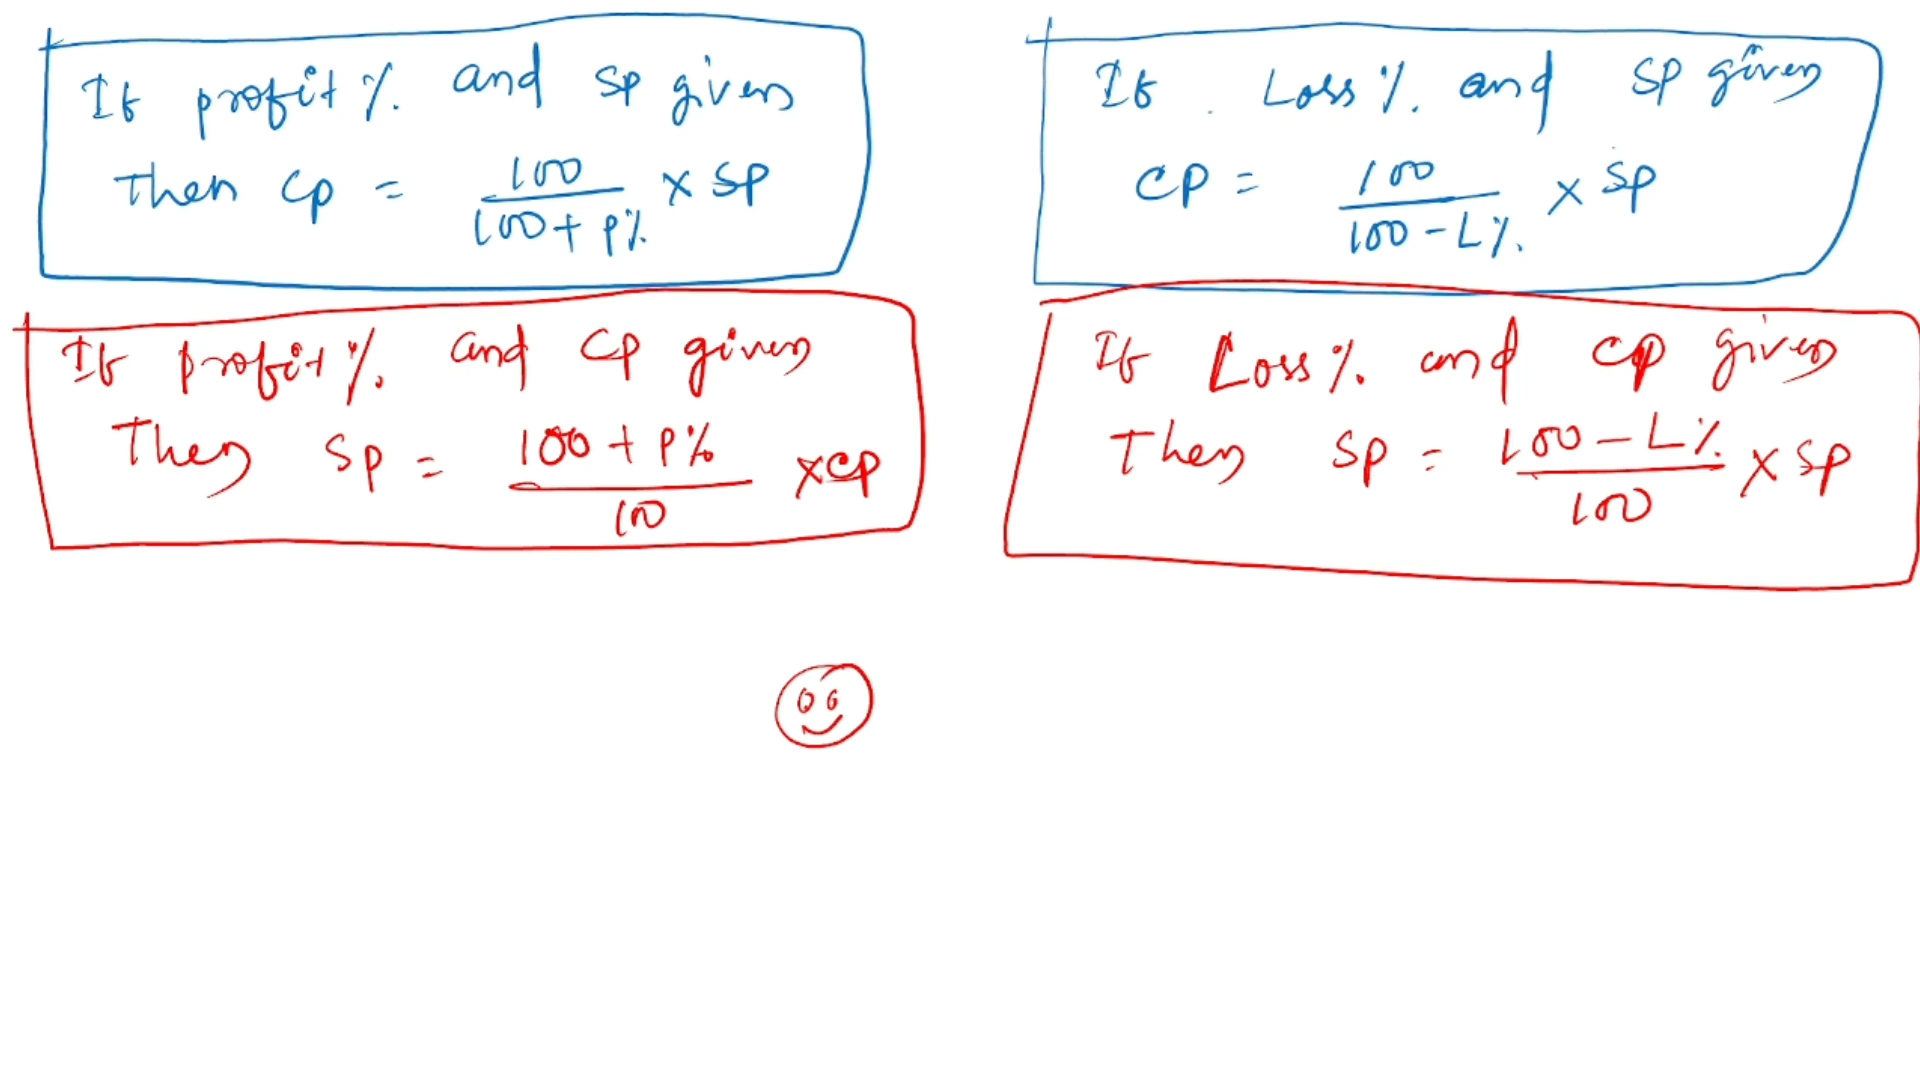 If profit% and SP given
Then CP = 100/(100+P%) × SP
If Loss% and SP given
CP = 100/(100-L%) × SP
If profit% and CP given
Then SP = (100+P%)/100 × CP
If Loss% and CP given
Then SP = (100-L%)/100 × SP